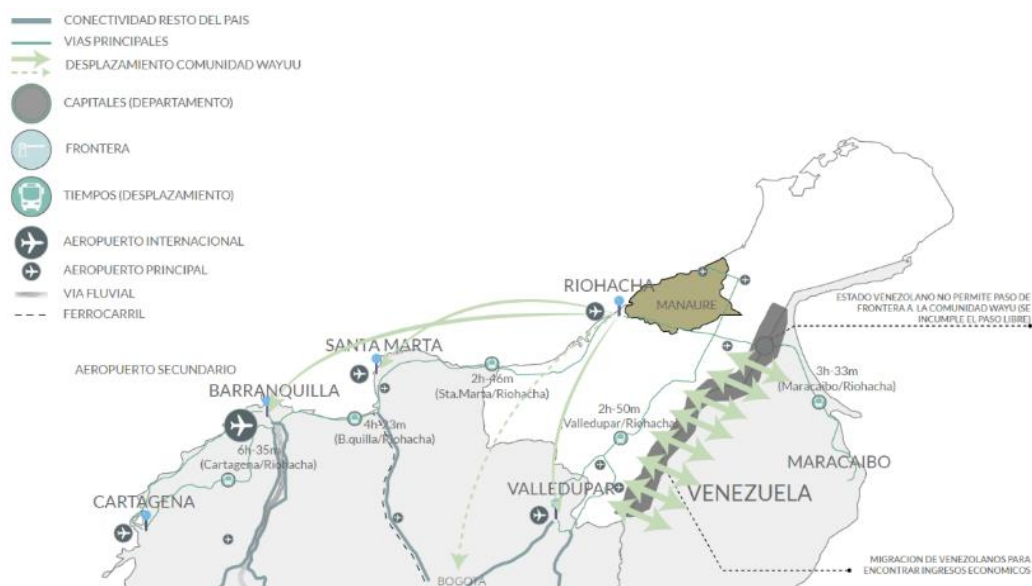 CONECTIVIDAD RESTO DEL PAIS
VIAS PRINCIPALES
DESPLAZAMIENTO COMUNIDAD WAYUU
CAPITALES (DEPARTAMENTO)
FRONTERA
TIEMPOS (DESPLAZAMIENTO)
AEROPUERTO INTERNACIONAL
AEROPUERTO PRINCIPAL
VIA FLUVIAL
FERROCARRIL
AEROPUERTO SECUNDARIO
RIOHACHA
MANAURE
ESTADO VENEZOLANO NO PERMITE PASO DE
FRONTERA A LA COMUNIDAD WAYU (SE
INCUMPLE EL PASO LIBRE)
SANTA MARTA
2h-46m
(Sta.Marta/Riohacha)
3h-33m
(Maracaibo/Riohacha)
BARRANQUILLA
4h-23m
(B.quilla/Riohacha)
2h-50m
Valledupar/Riohacha)
6h-35m
(Cartagena/Riohacha)
MARACAIBO
CARTAGENA
VALLEDUPAR
VENEZUELA
BOGOTA
MIGRACION DE VENEZOLANOS PARA
ENCONTRAR INGRESOS ECONOMICOS